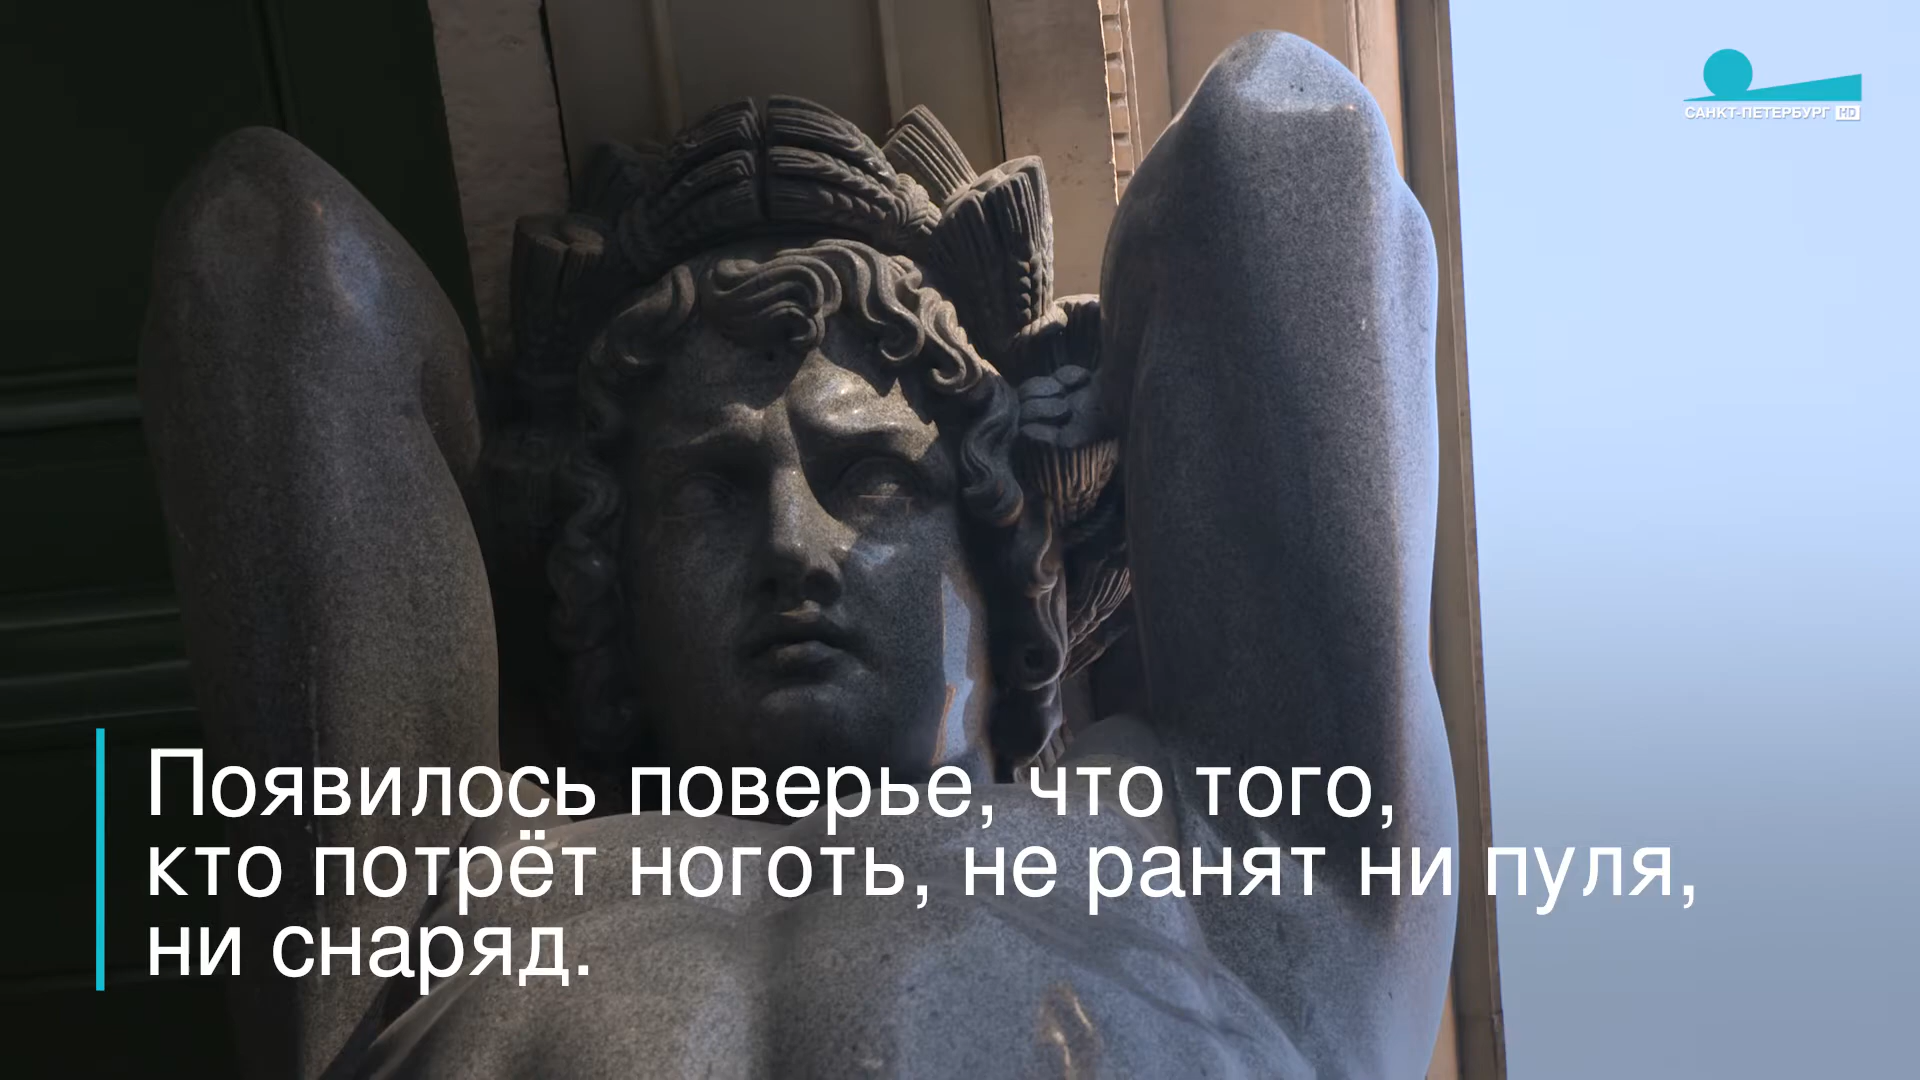 САНКТ-ПЕТЕРБУРГ HD
Появилось поверье, что того,
кто потрёт ноготь, не ранят ни пуля,
ни снаряд.